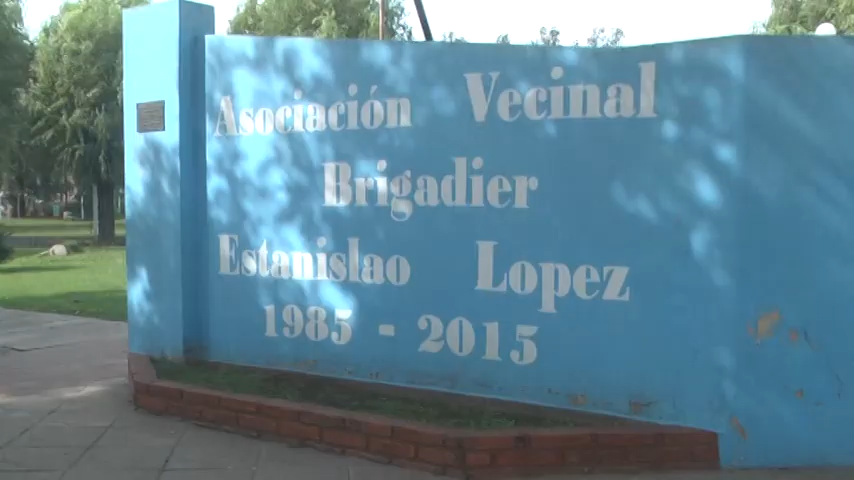 Asociación Vecinal
Brigadier
Estanislao Lopez
1985 - 2015